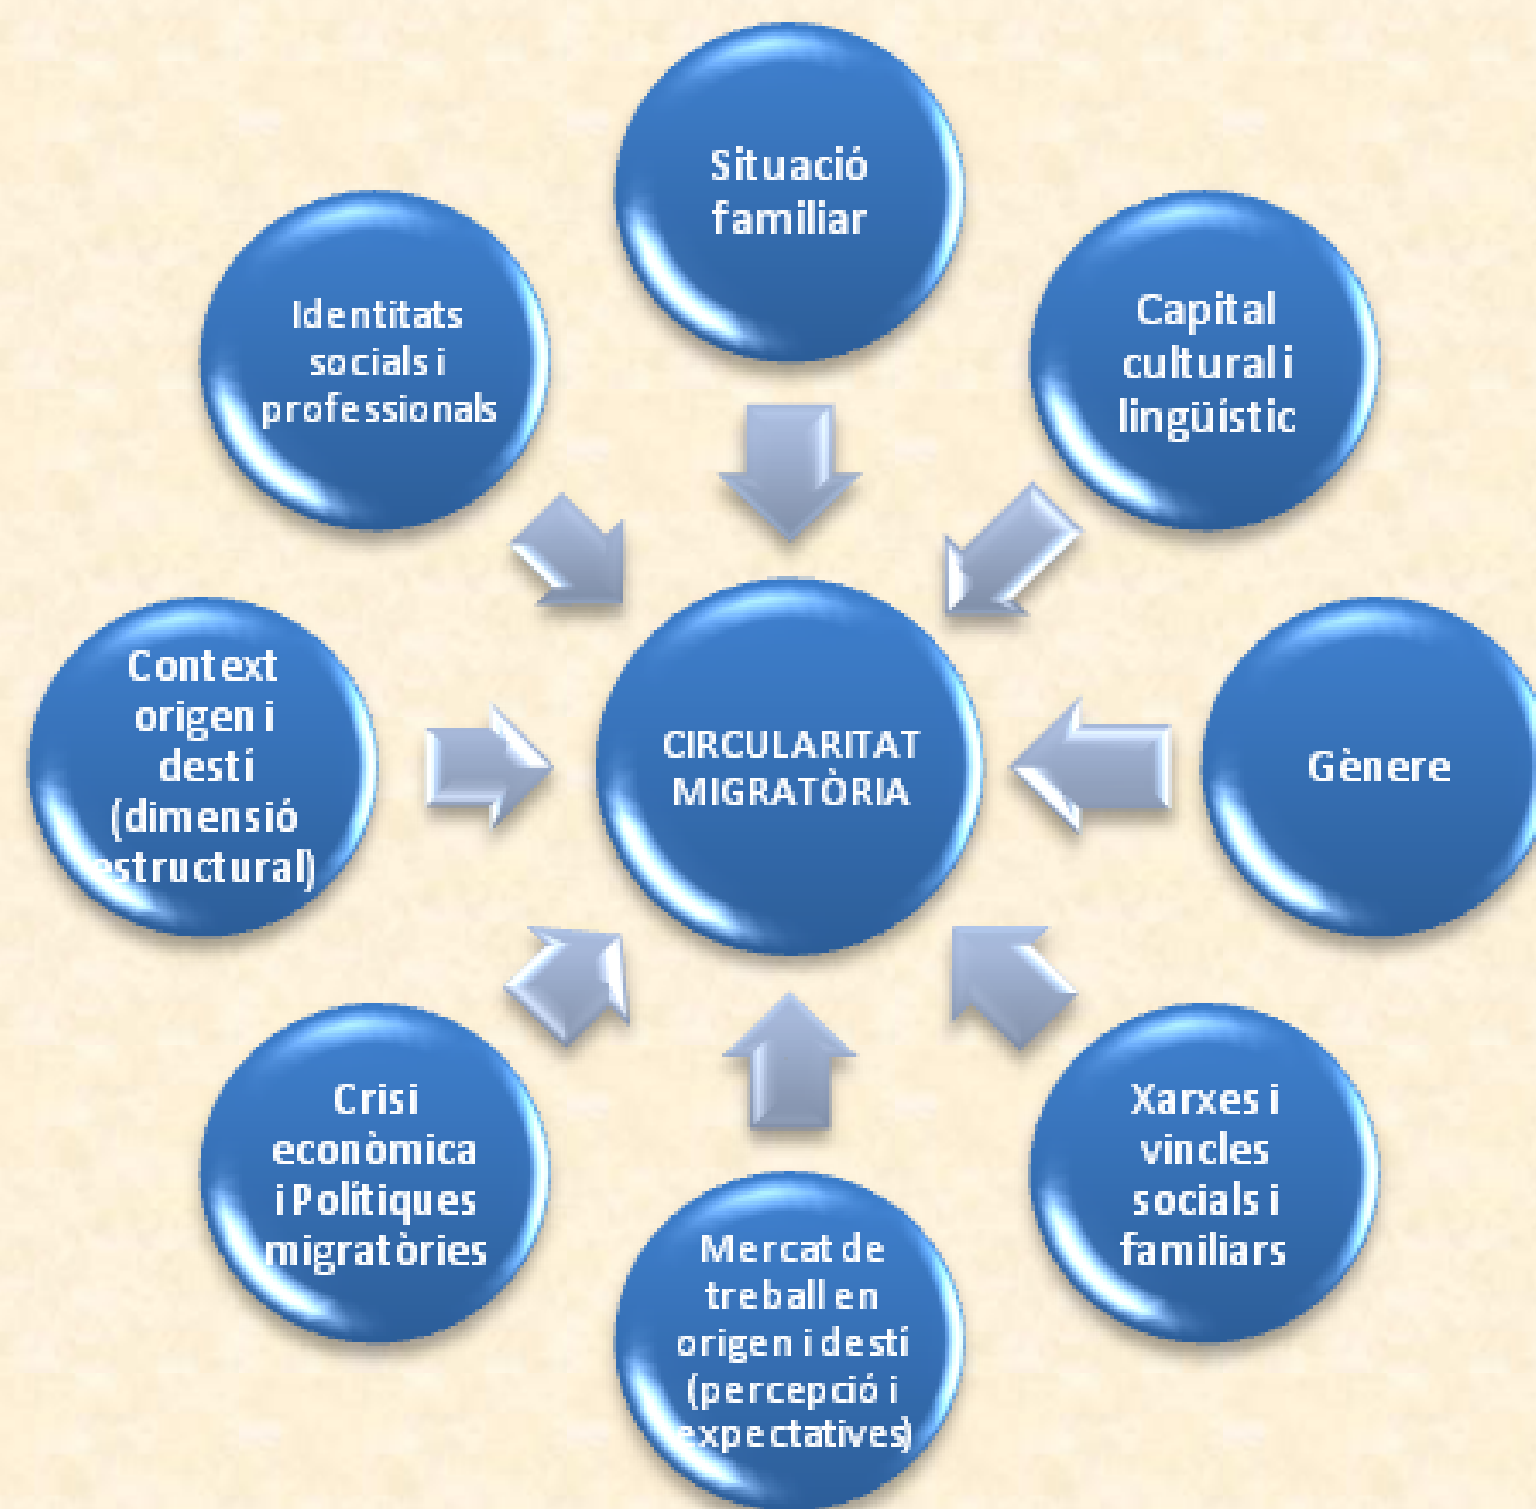 Situació
familiar
Capital
cultural i
lingüístic
Gènere
Xarxes i
vincles
socials i
familiars
Mercat de
treball en
origen i destí
(percepció i
expectatives)
Crisi
econòmica
i Polítiques
migratòries
Context
origen i
destí
(dimensió
estructural)
Identitats
socials i
professionals
CIRCULARITAT
MIGRATÒRIA